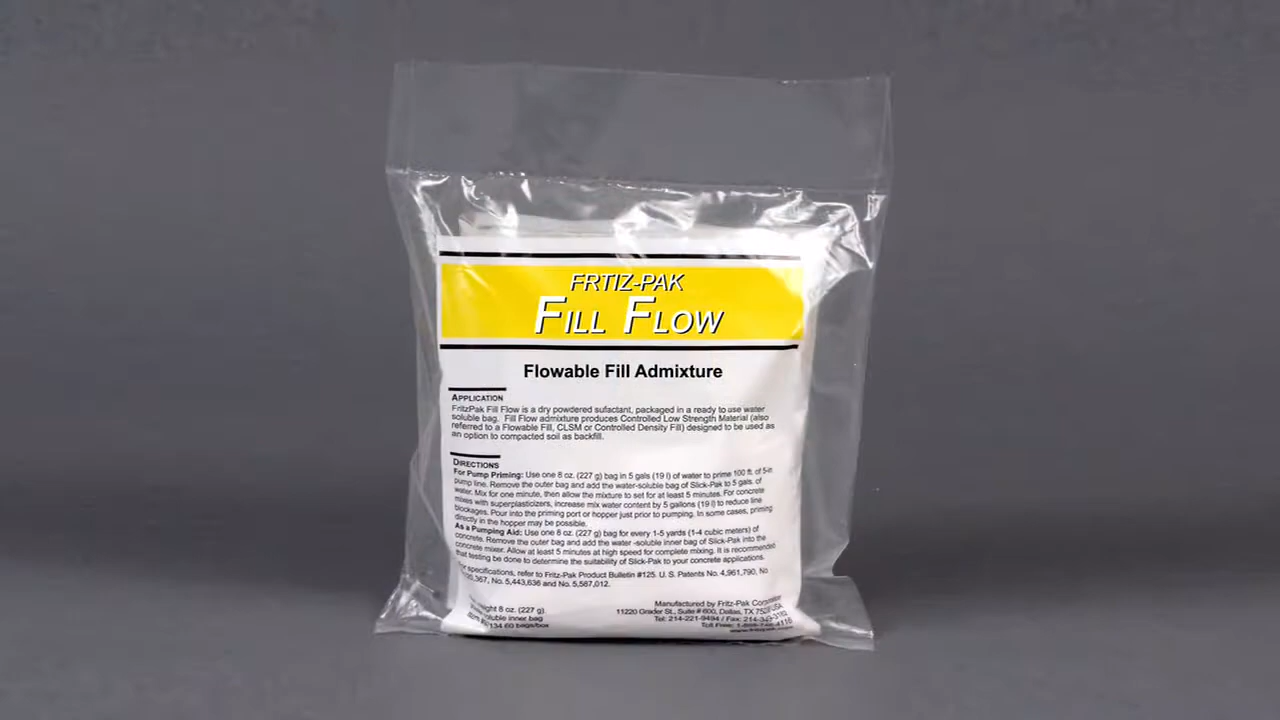 FRTIZ-PAK
FILL FLOW
Flowable Fill Admixture
APPLICATION
FritzPak Fill Flow is a dry powdered sufactant, packaged in a ready to use water
soluble bag. Fill Flow admixture produces Controlled Low Strength Material (also
referred to a Flowable Fill, CLSM or Controlled Density Fill) designed to be used as
an option to compacted soil as backfill.
DIRECTIONS
For Pump Priming: Use one 8 oz. (227 g) bag in 5 gals (19 l) of water to prime 100 ft. of 5-in
pump line. Remove the outer bag and add the water-soluble bag of Slick-Pak to 5 gals. of
water. Mix for one minute, then allow the mixture to set for at least 5 minutes. For concrete
mixes with superplasticizers, increase mix water content by 5 gallons (19 l) to reduce line
blockages. Pour into the priming port or hopper just prior to pumping. In some cases, priming
directly in the hopper may be possible.
As a Pumping Aid: Use one 8 oz. (227 g) bag for every 1-5 yards (1-4 cubic meters) of
concrete. Remove the outer bag and add the water -soluble inner bag of Slick-Pak into the
concrete mixer. Allow at least 5 minutes at high speed for complete mixing. It is recommended
that testing be done to determine the suitability of Slick-Pak to your concrete applications.
For specifications, refer to Fritz-Pak Product Bulletin #125. U. S. Patents No. 4,961,790, No
No. 5,443,636 and No. 5,587,012.
8 oz. (227 g)
inner bag
60 bags/box
Manufactured by Fritz-Pak Corporation
11220 Grader St., Suite # 600, Dallas, TX USA
Tel: 214-221-9494 / Fax:
Toll Free: